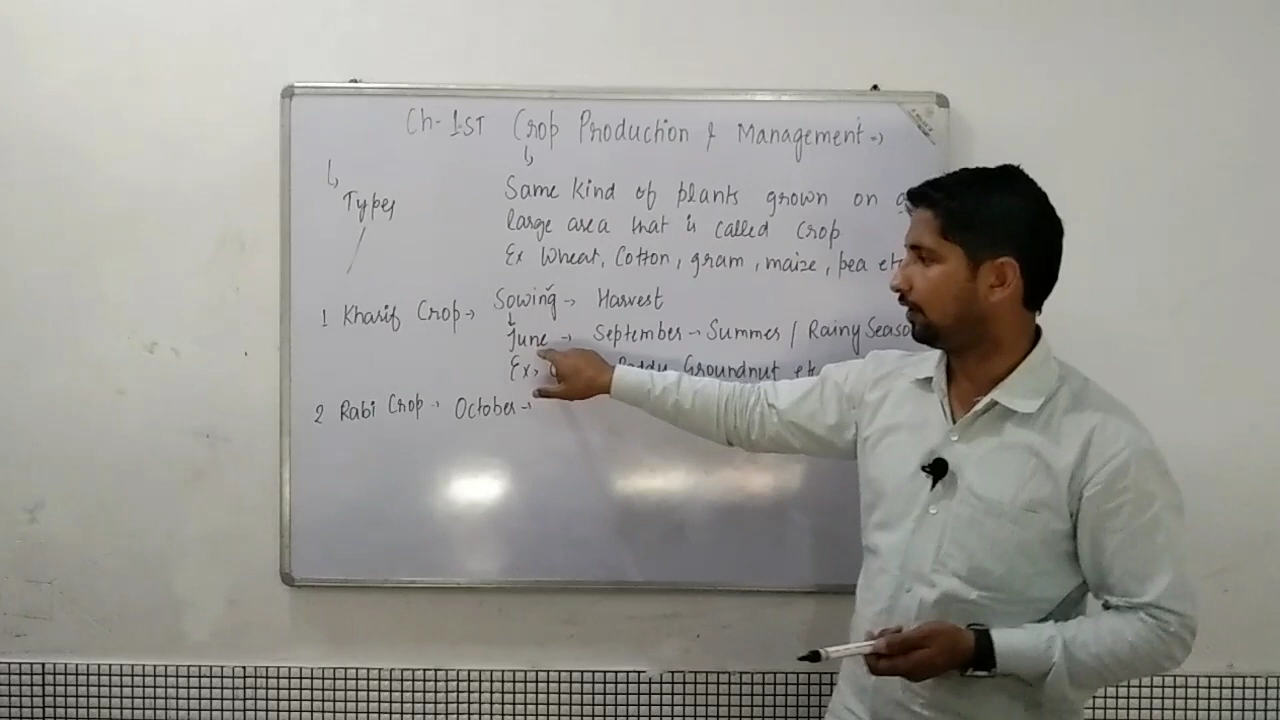 Ch- 1ST Crop Production & Management →
Types
Same kind of plants grown on a
large area that is called crop
Ex Wheat, Cotton, gram, maize, pea etc
1 Kharif Crop → Sowing → Harvest
June → September → Summer / Rainy Seaso
Ex, Groundnut etc
2 Rabi Crop → October →